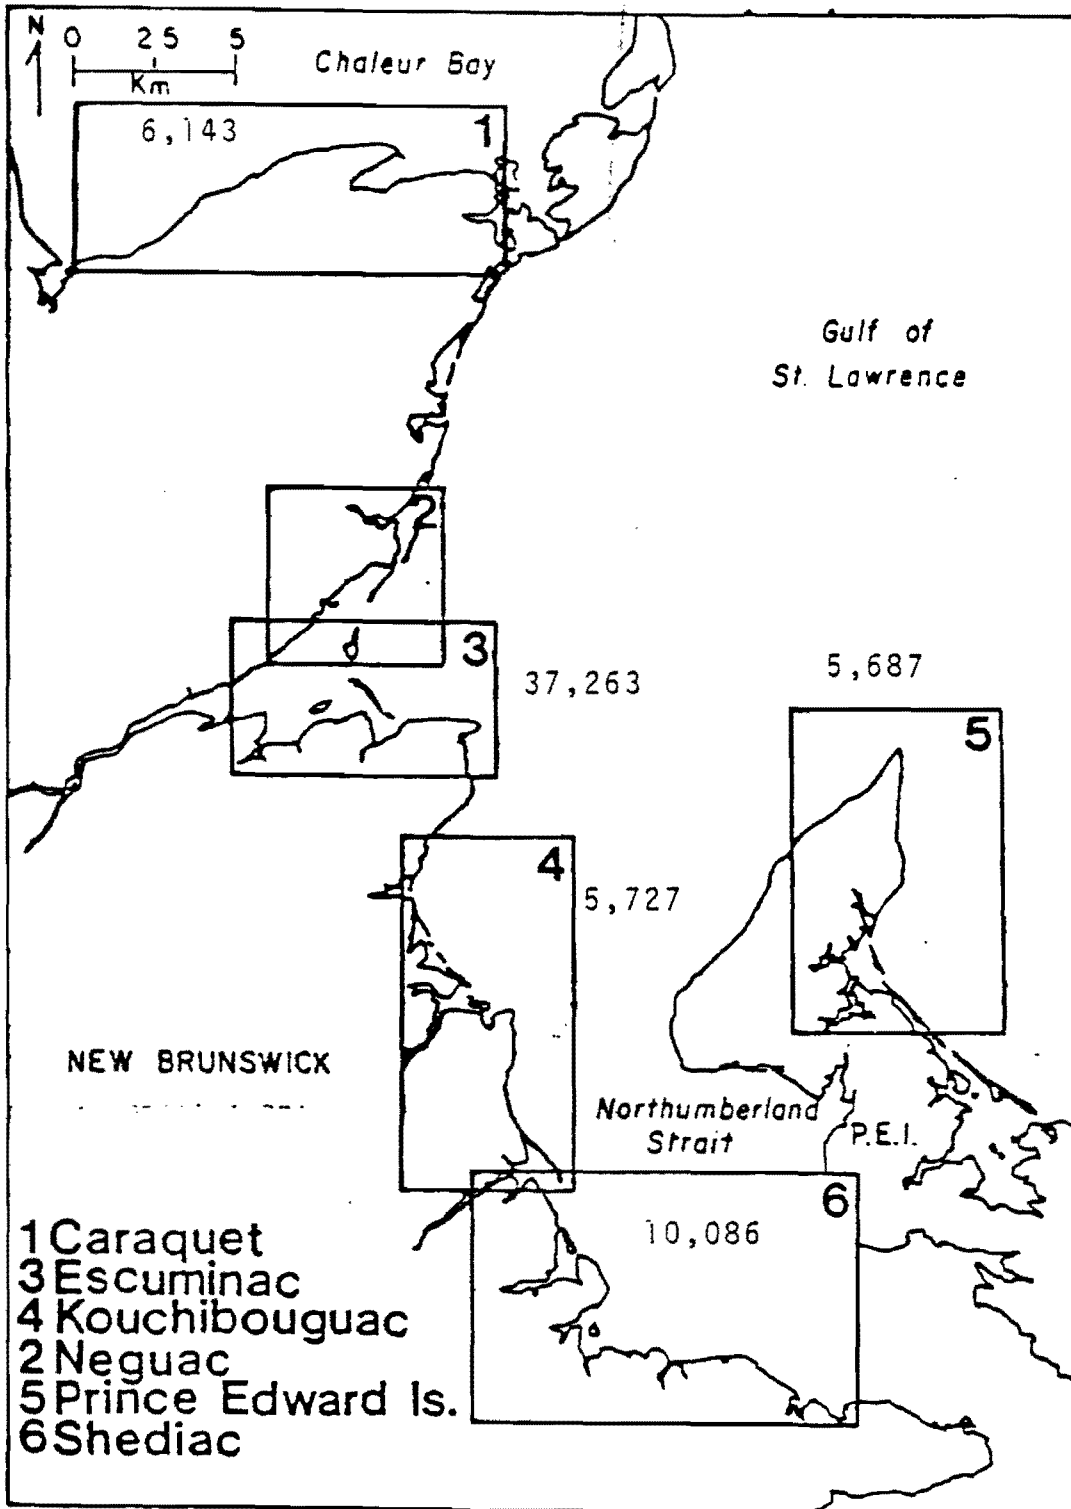 N
0 25 5
Km
Chaleur Bay
6,143
1
Gulf of
St. Lawrence
2
3
37,263
5,687
5
4
5,727
NEW BRUNSWICK
Northumberland
Strait
P.E.I.
6
10,086
1 Caraquet
3 Escuminac
4 Kouchibouguac
2 Neguac
5 Prince Edward Is.
6 Shediac